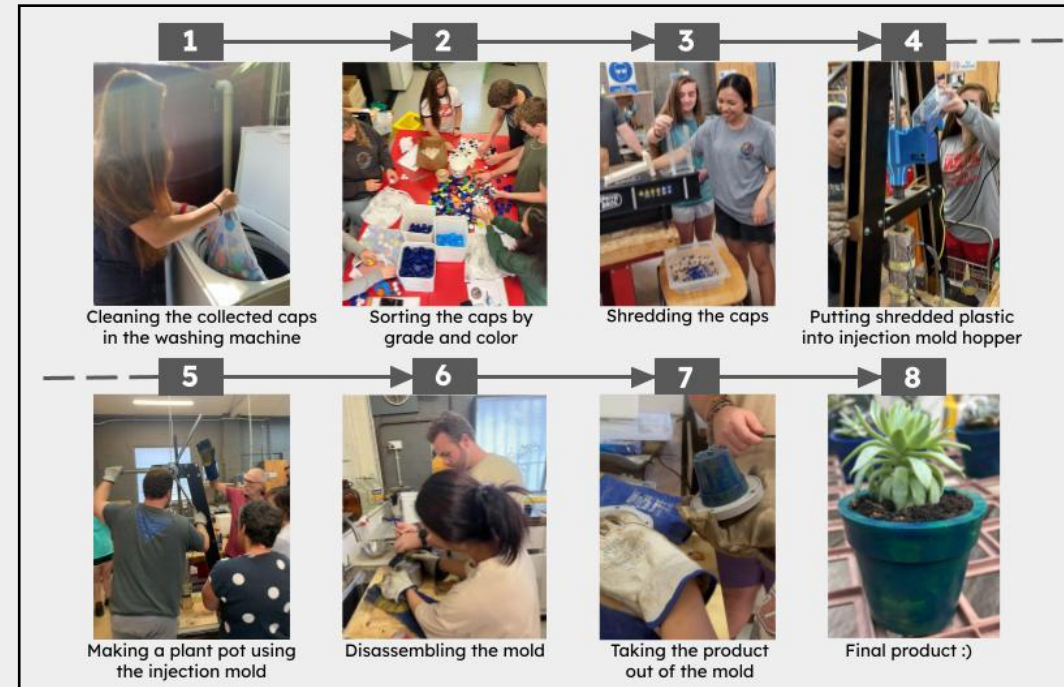 1
2
3
4
Cleaning the collected caps
in the washing machine
Sorting the caps by
grade and color
Shredding the caps
Putting shredded plastic
into injection mold hopper
5
6
7
8
Making a plant pot using
the injection mold
Disassembling the mold
Taking the product
out of the mold
Final product :)